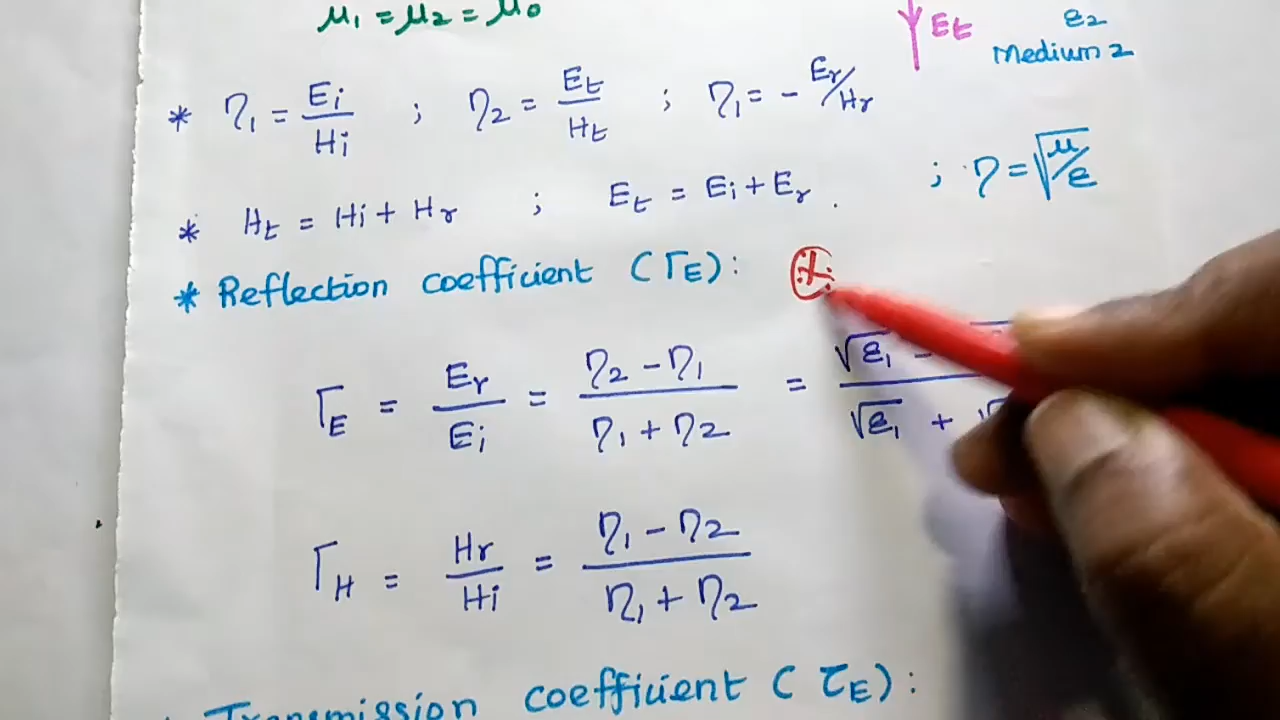 μ₁ = μ₂ = μ₀
Et ε₂
Medium 2
* η₁ = Ei/Hi ; η₂ = Et/Ht ; η₁ = - Er/Hr
; η = √μ/ε
* Ht = Hi + Hr ; Et = Ei + Er .
* Reflection coefficient (ΓE) :
ΓE = Er/Ei = η₂ - η₁/η₁ + η₂ = √ε₁ -/√ε₁ +
ΓH = Hr/Hi = η₁ - η₂/η₁ + η₂
Transmission coefficient ( τE) :